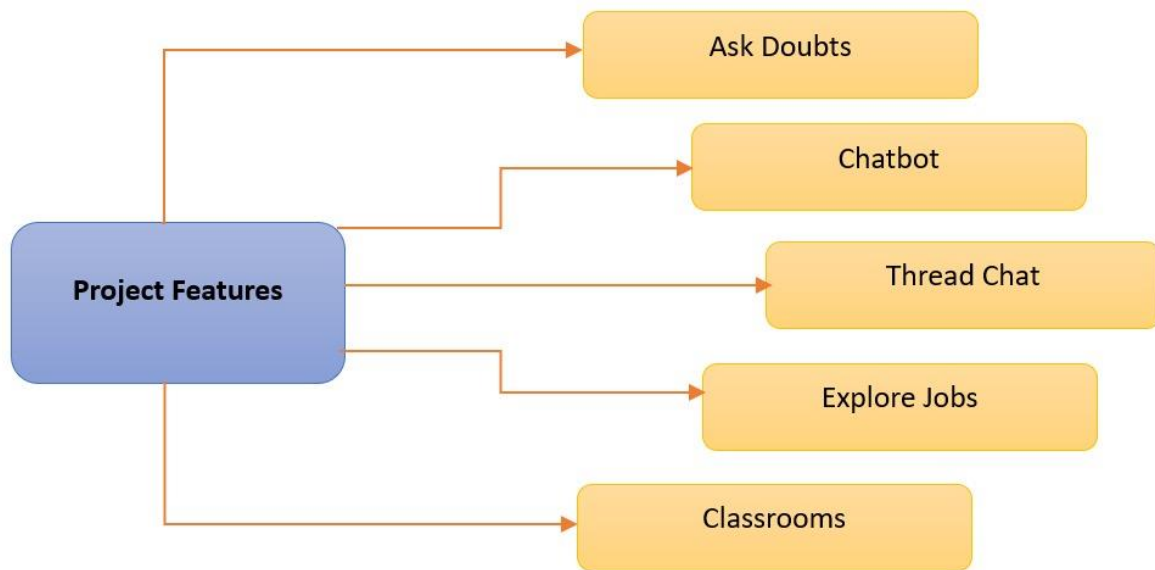 Ask Doubts
Chatbot
Project Features
Thread Chat
Explore Jobs
Classrooms